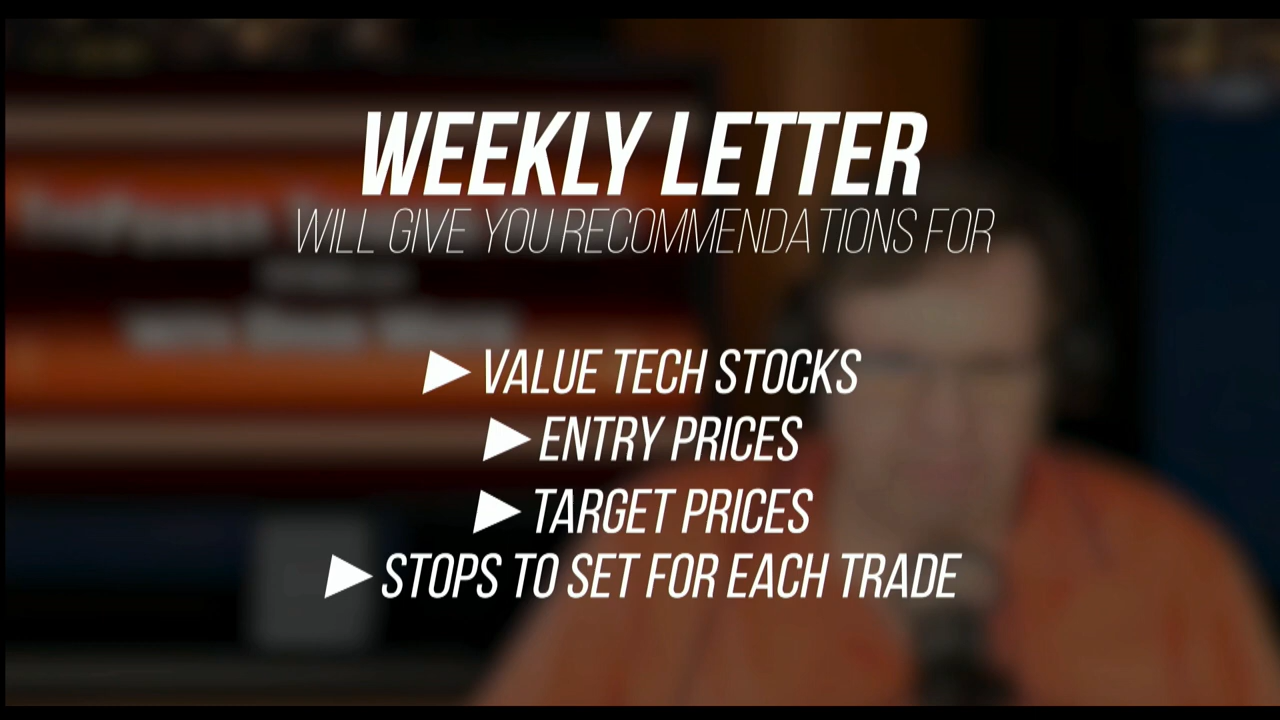 WEEKLY LETTER
WILL GIVE YOU RECOMMENDATIONS FOR
▶ VALUE TECH STOCKS
▶ ENTRY PRICES
▶ TARGET PRICES
▶ STOPS TO SET FOR EACH TRADE